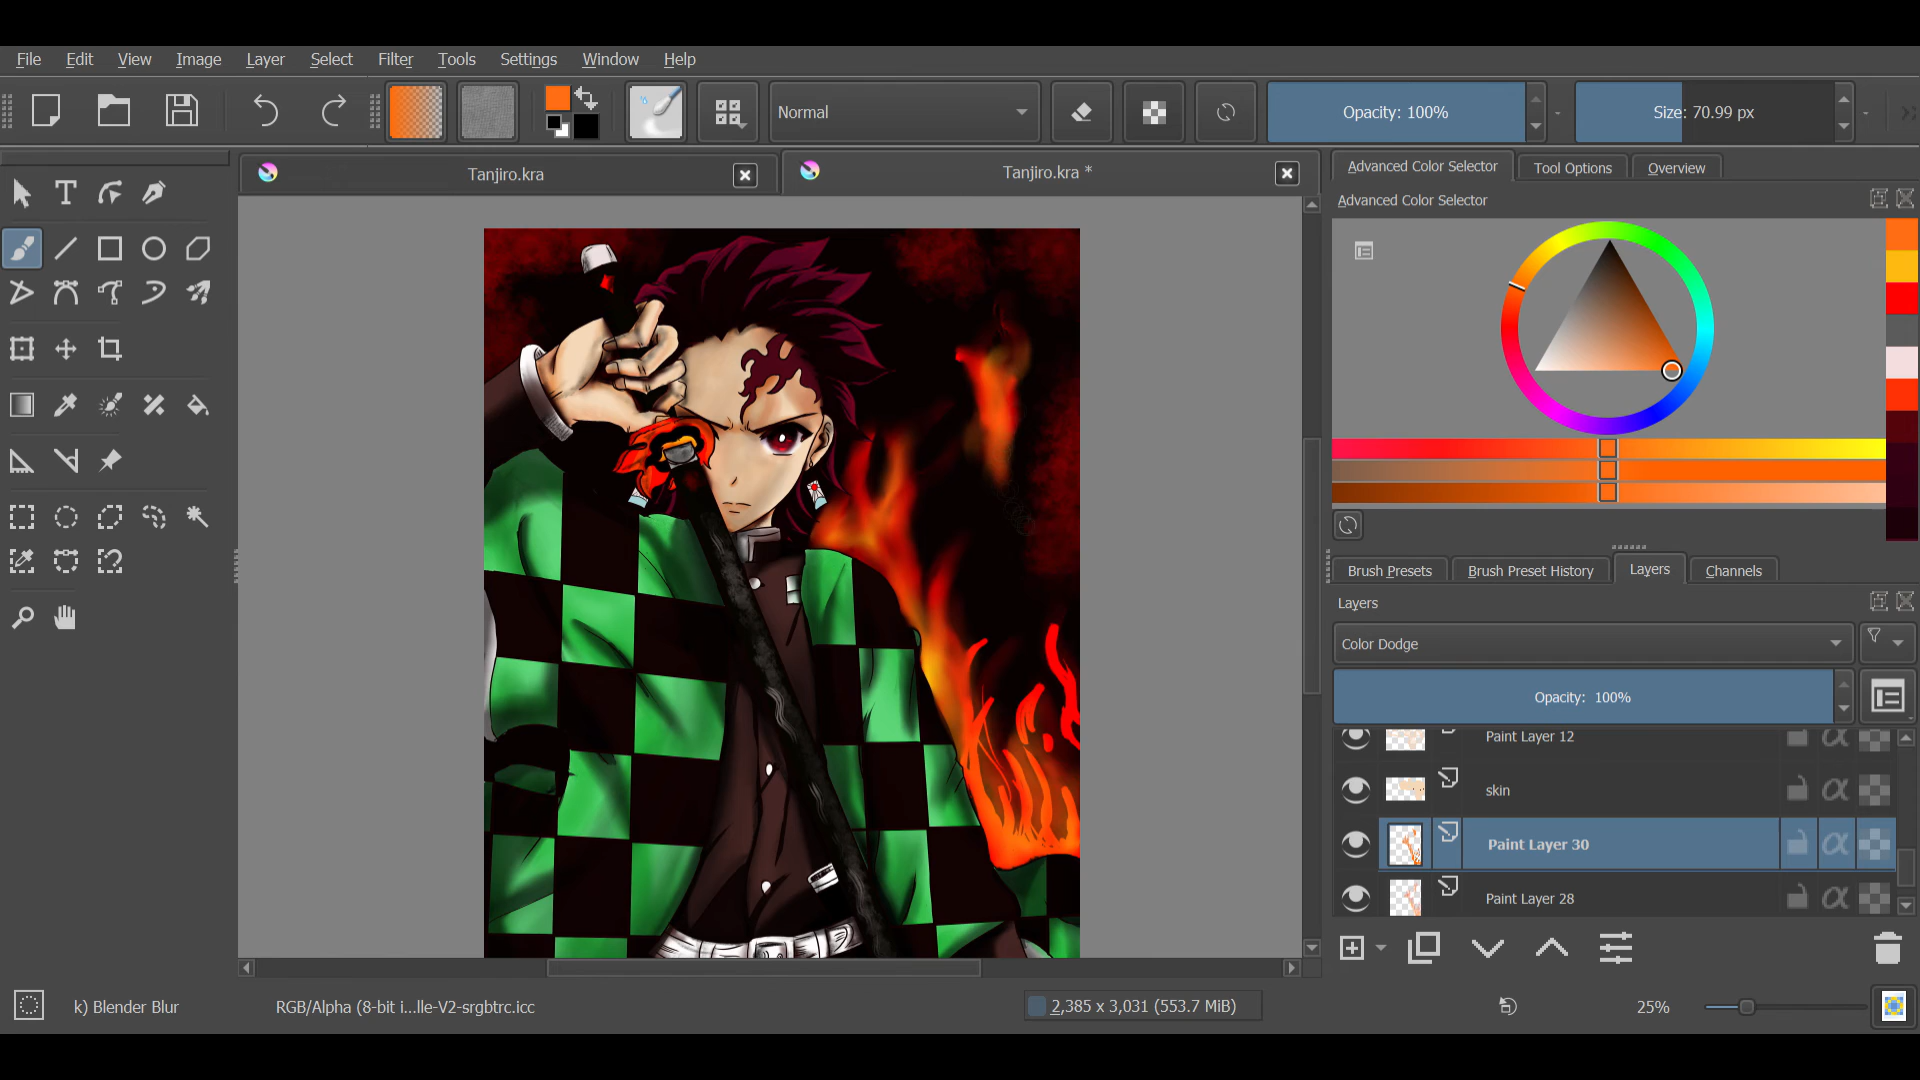 File Edit View Image Layer Select Filter Tools Settings Window Help
Normal
Opacity: 100%
Size: 70.99 px
Tanjiro.kra
Tanjiro.kra *
Advanced Color Selector
Tool Options
Overview
Advanced Color Selector
Brush Presets
Brush Preset History
Layers
Channels
Layers
Color Dodge
Opacity: 100%
Paint Layer 12
skin
Paint Layer 30
Paint Layer 28
k) Blender Blur
RGB/Alpha (8-bit i...lle-V2-srgbtrc.icc
2,385 x 3,031 (553.7 MiB)
25%